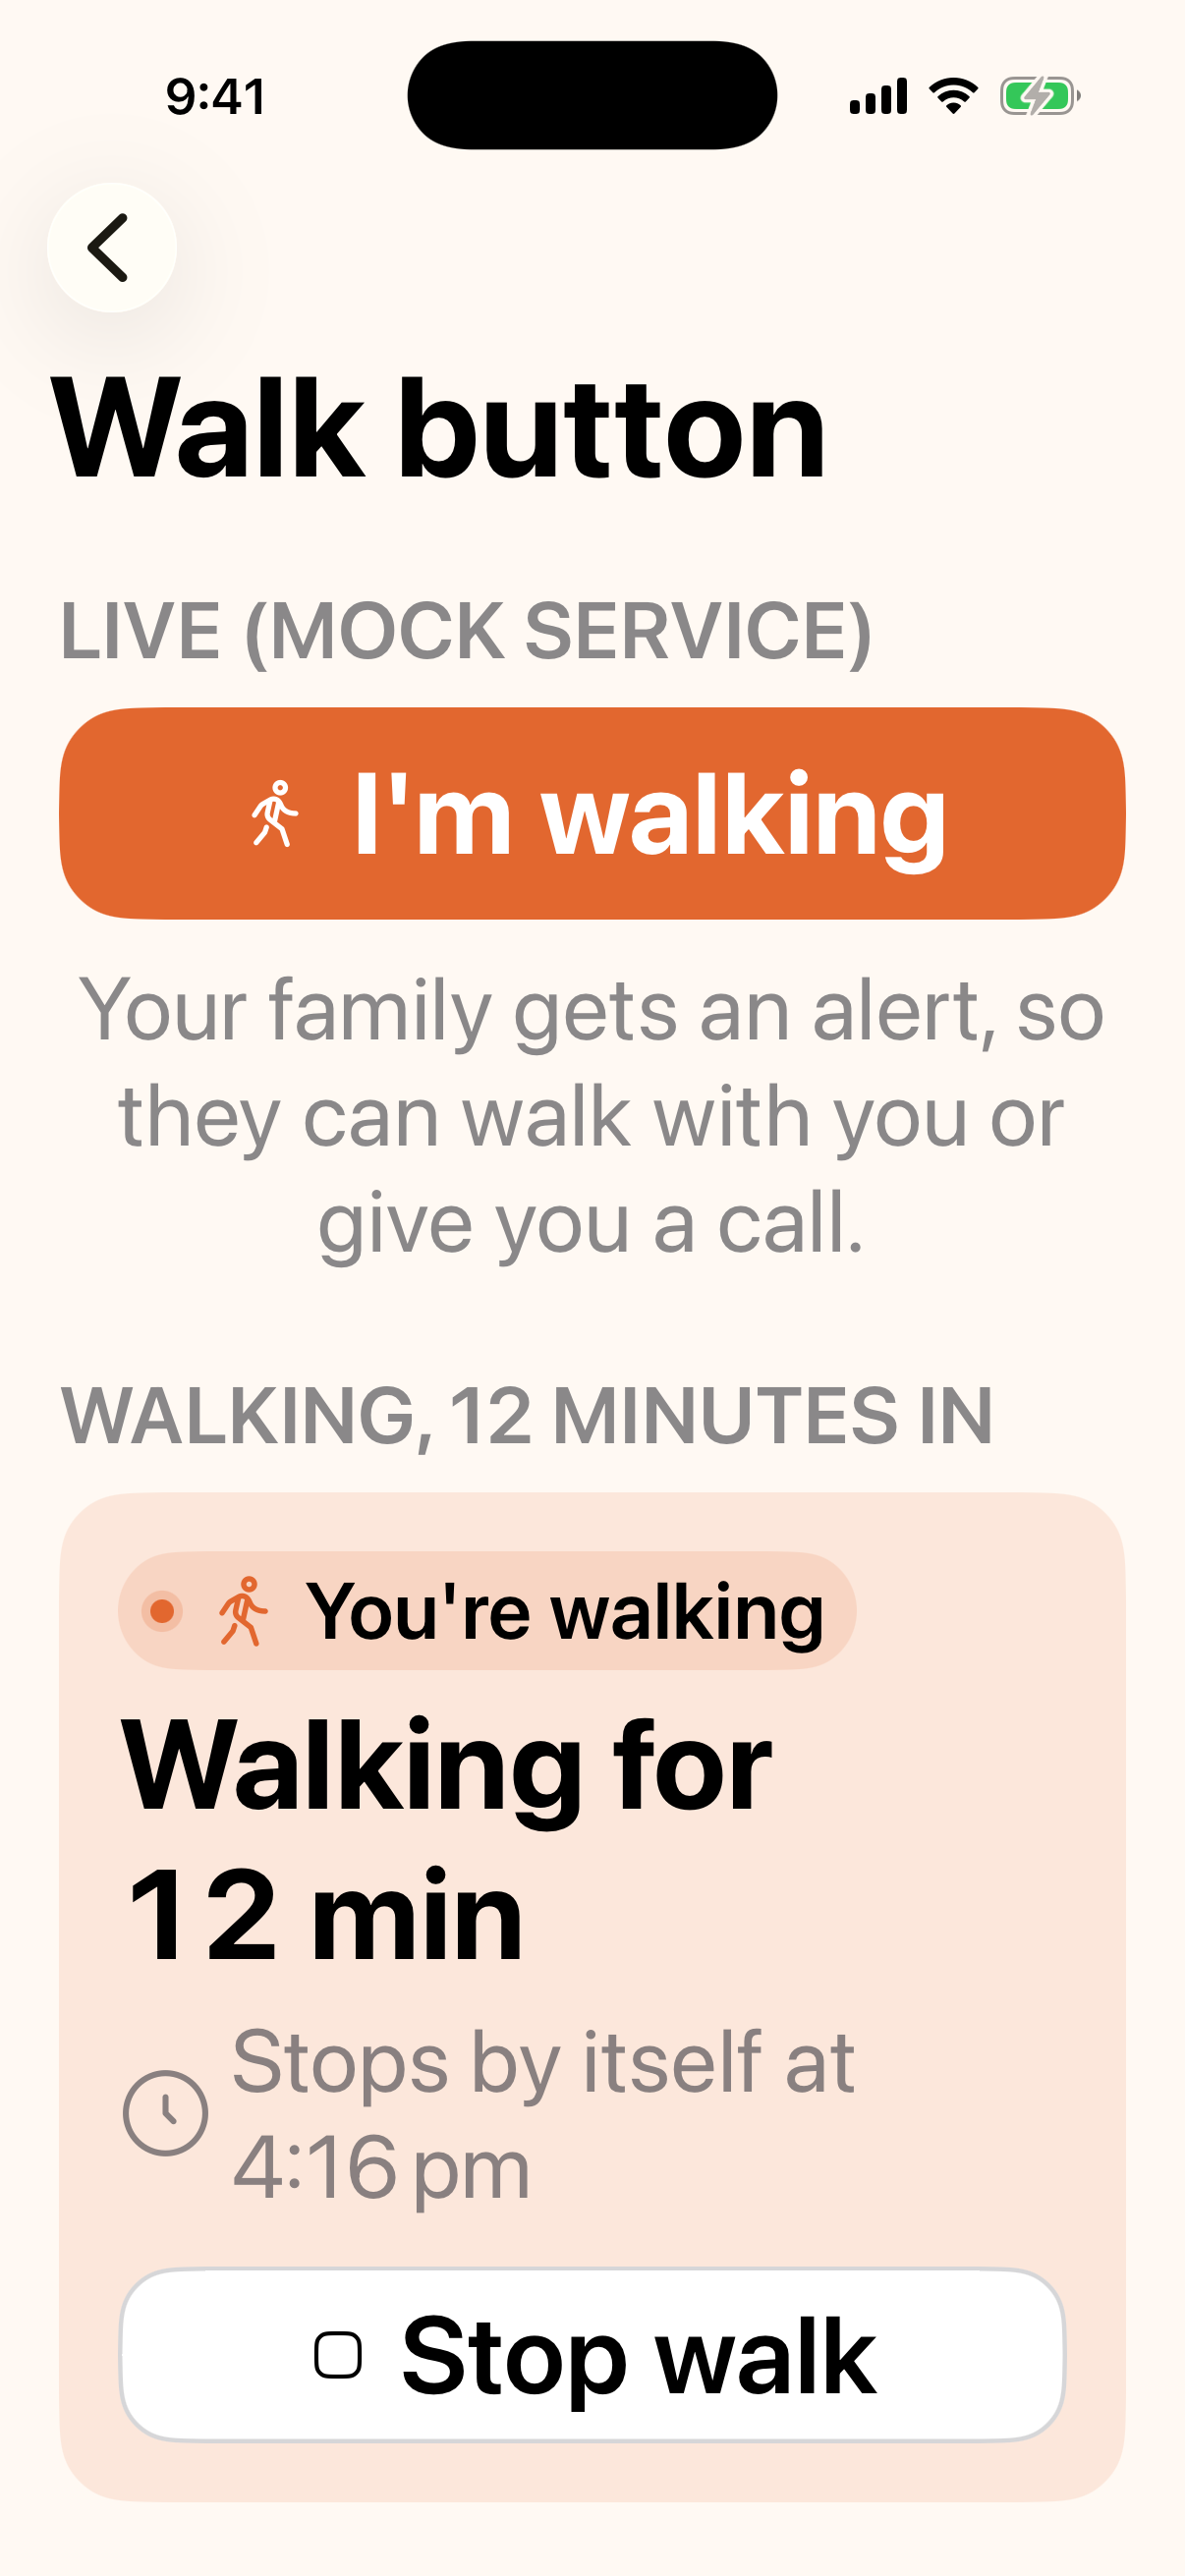 9:41
Walk button
LIVE (MOCK SERVICE)
I'm walking
Your family gets an alert, so
they can walk with you or
give you a call.
WALKING, 12 MINUTES IN
You're walking
Walking for
12 min
Stops by itself at
4:16 pm
Stop walk